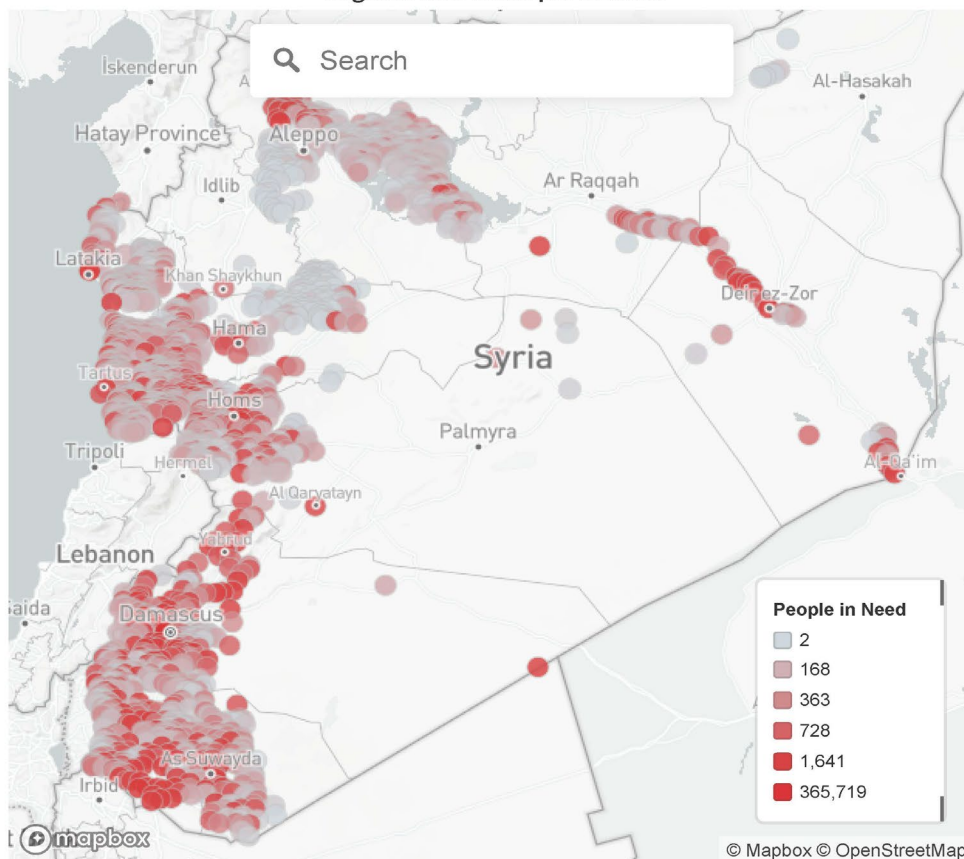 Search
İskenderun
Al-Hasakah
Hatay Province
Aleppo
Idlib
Ar Raqqah
Latakia
Khan Shaykhun
Deir ez-Zor
Hama
Syria
Tartus
Homs
Palmyra
Tripoli
Hermel
Al-Qa'im
Al Qaryatayn
Yabrud
Lebanon
Damascus
People in Need
2
168
363
728
1,641
365,719
As Suwayda
Irbid
mapbox
© Mapbox © OpenStreetMap